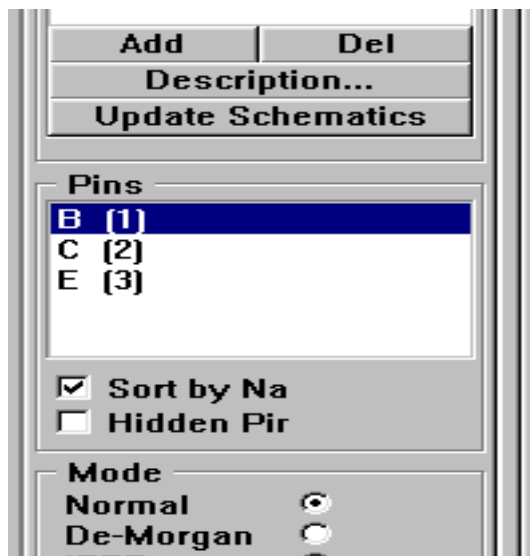 Add Del
Description...
Update Schematics
Pins
B (1)
C (2)
E (3)
Sort by Na
Hidden Pir
Mode
Normal
De-Morgan